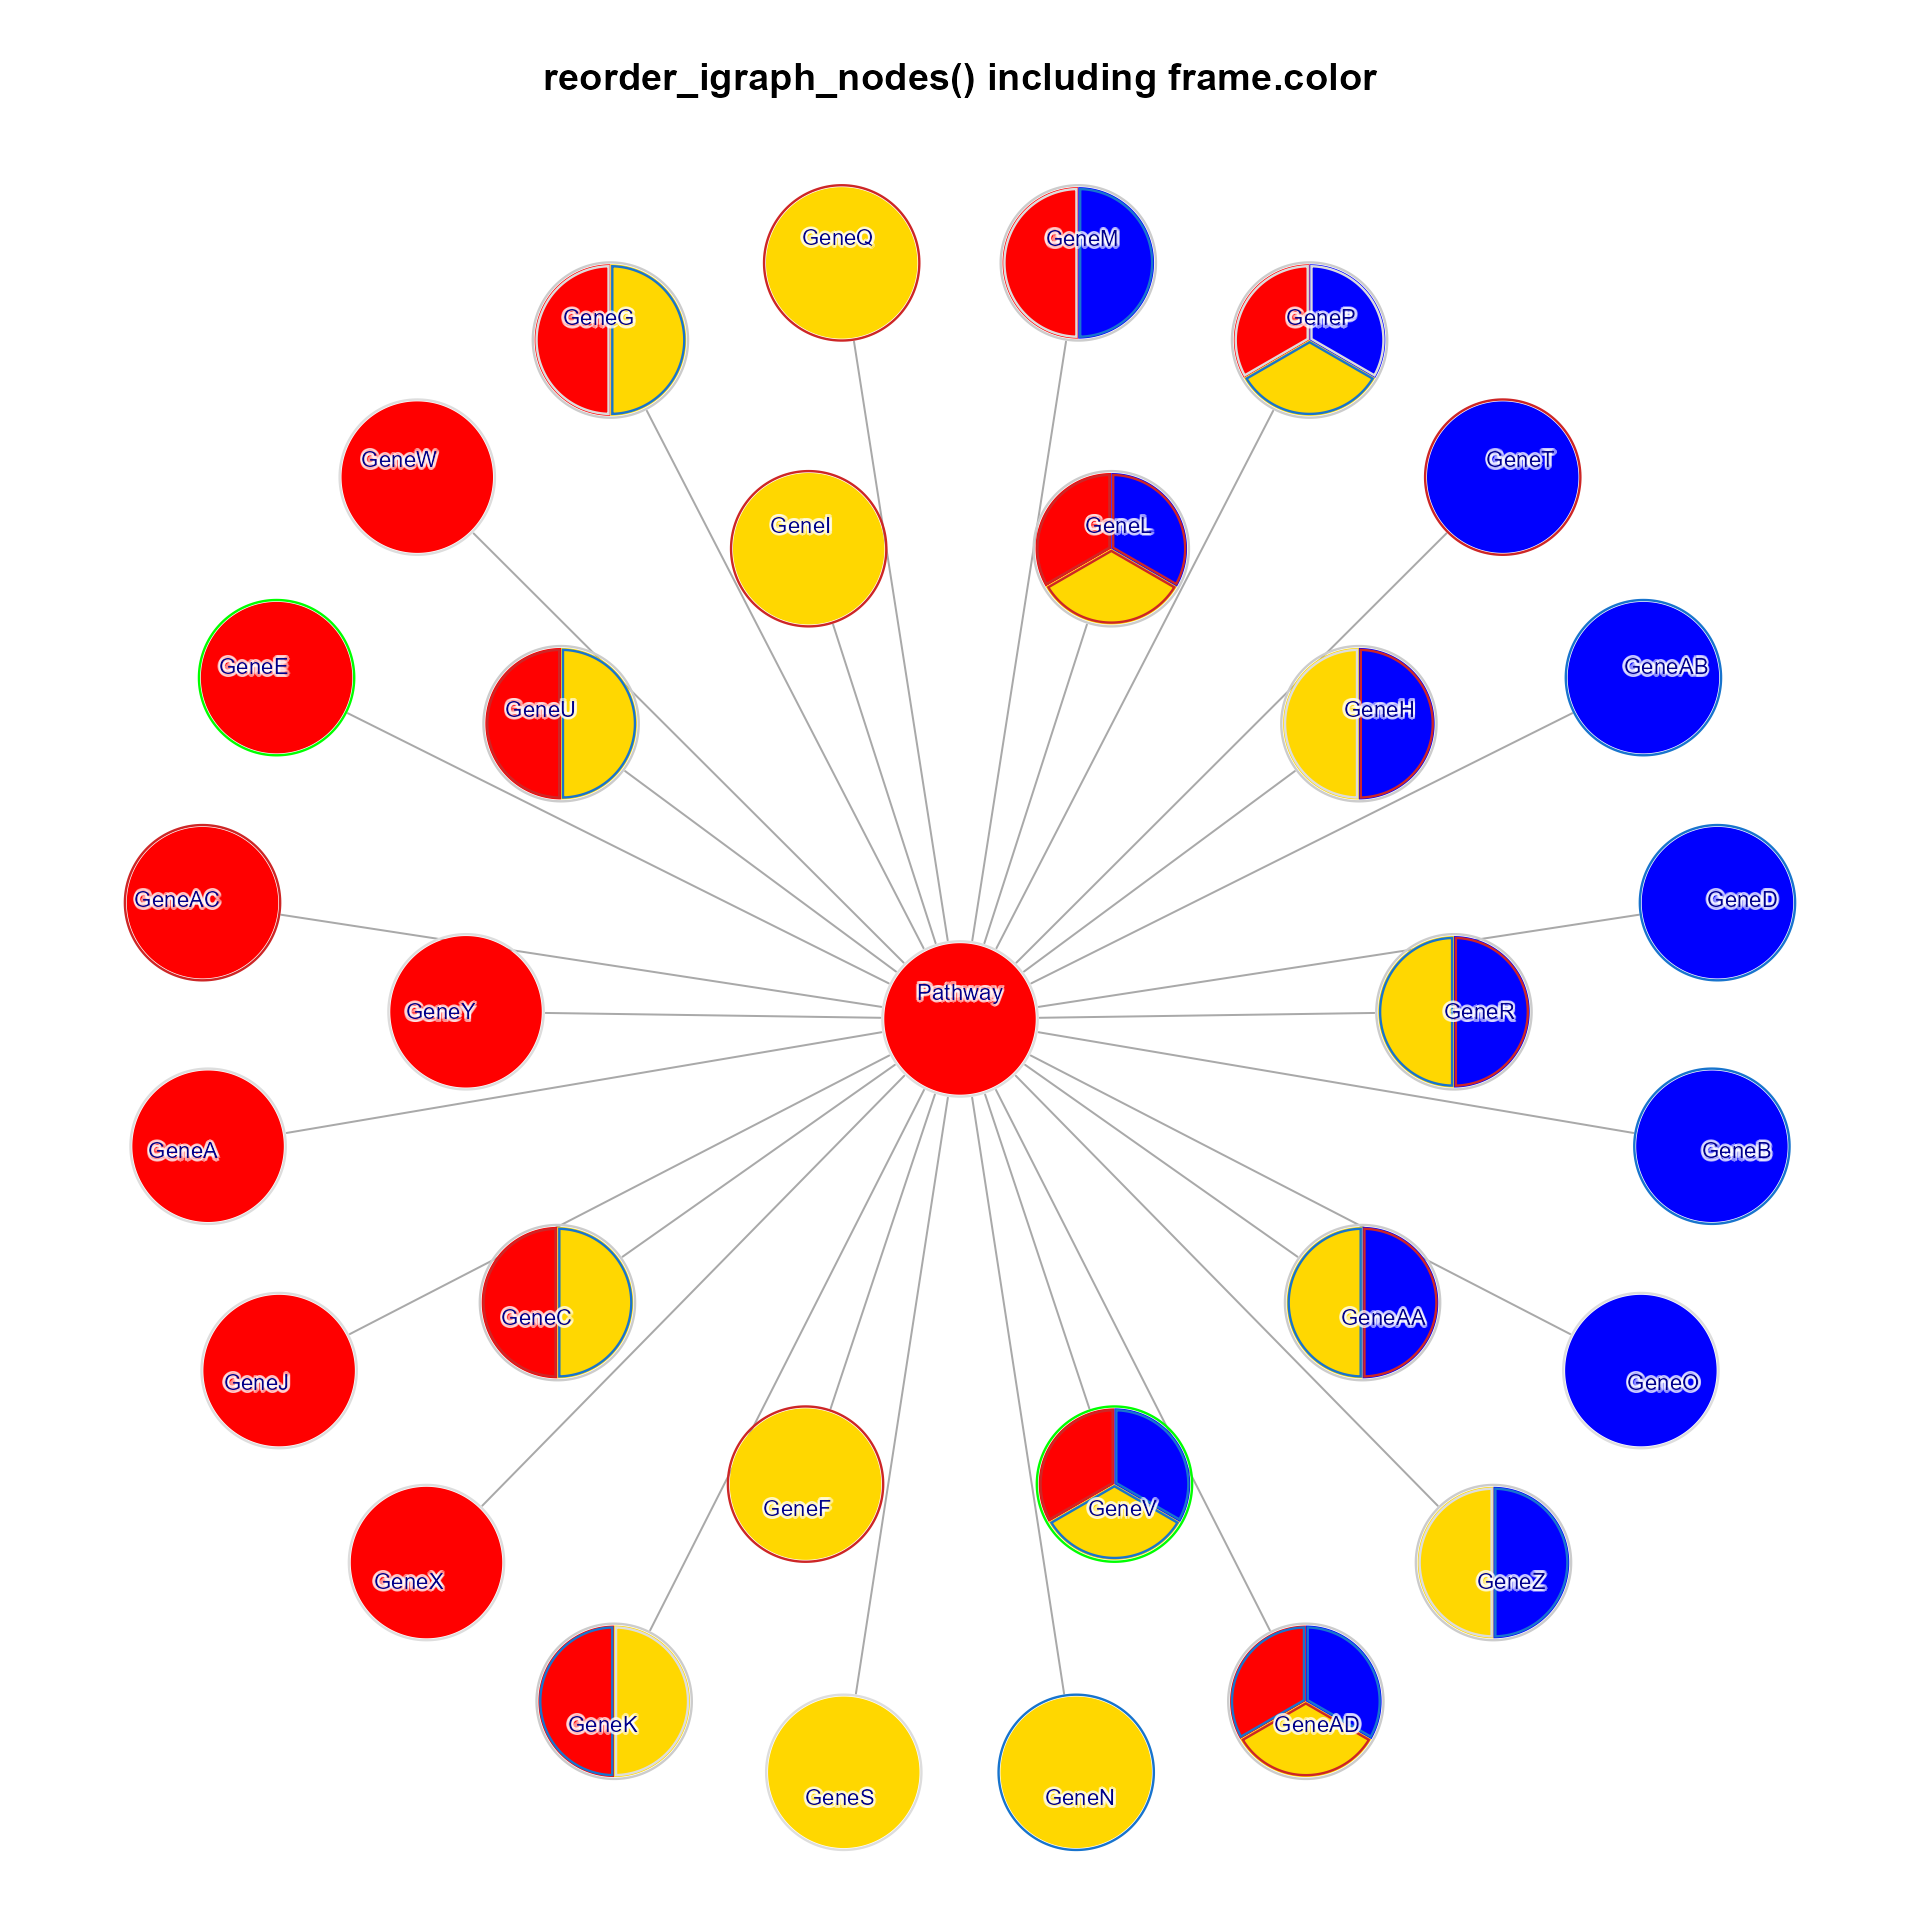 reorder_igraph_nodes() including frame.color
GeneQ
GeneM
GeneG
GeneP
GeneW
GeneT
GeneI
GeneL
GeneE
GeneAB
GeneU
GeneH
GeneAC
GeneD
Pathway
GeneY
GeneR
GeneA
GeneB
GeneC
GeneAA
GeneJ
GeneO
GeneF
GeneV
GeneX
GeneZ
GeneK
GeneAD
GeneS
GeneN